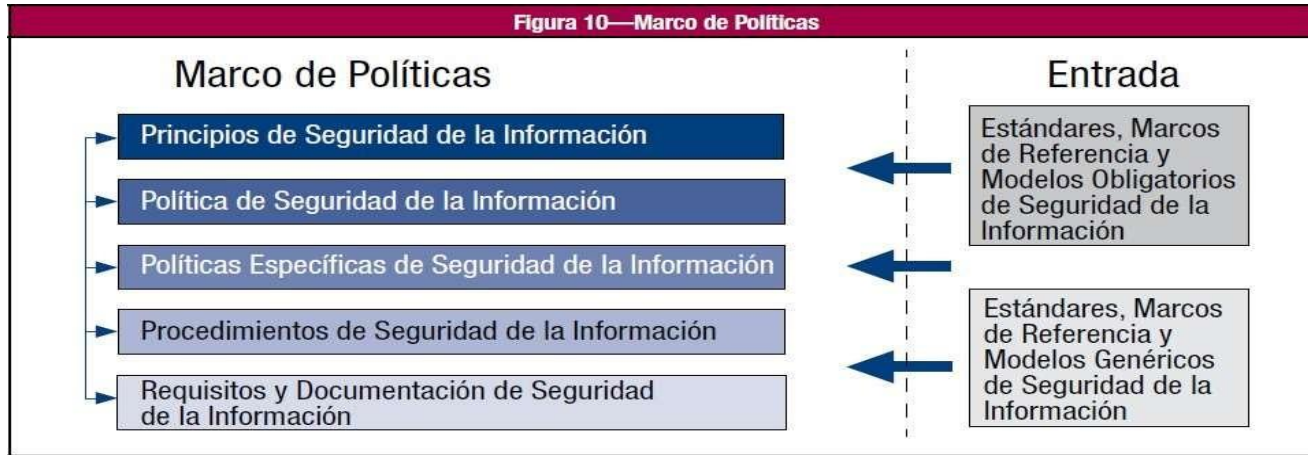 Figura 10—Marco de Políticas
Marco de Políticas
Principios de Seguridad de la Información
Política de Seguridad de la Información
Políticas Específicas de Seguridad de la Información
Procedimientos de Seguridad de la Información
Requisitos y Documentación de Seguridad
de la Información
Entrada
Estándares, Marcos
de Referencia y
Modelos Obligatorios
de Seguridad de la
Información
Estándares, Marcos
de Referencia y
Modelos Genéricos
de Seguridad de la
Información